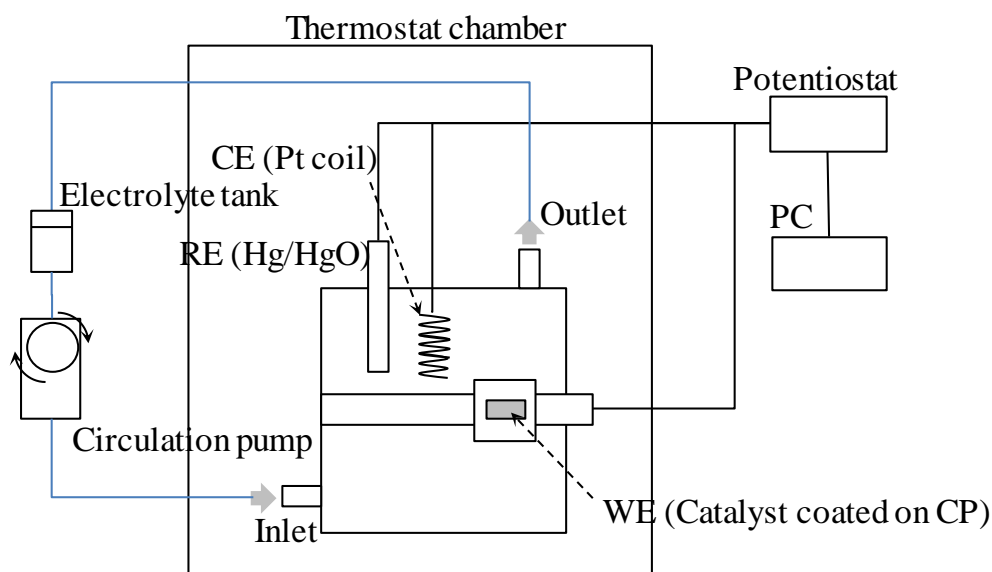 Thermostat chamber
Potentiostat
CE (Pt coil)
Electrolyte tank
Outlet
PC
RE (Hg/HgO)
Circulation pump
WE (Catalyst coated on CP)
Inlet